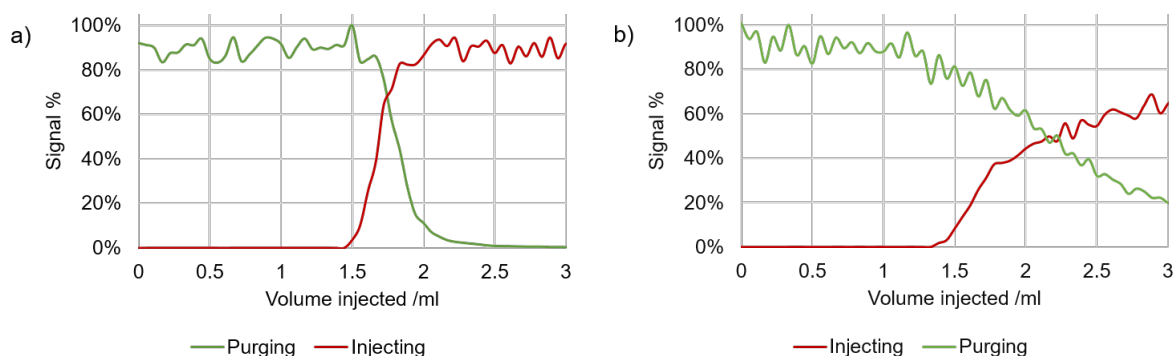 a)
100%
80%
60%
40%
20%
0%
Signal %
0 0.5 1 1.5 2 2.5 3
Volume injected /ml
Purging Injecting
b)
100%
80%
60%
40%
20%
0%
Signal %
0 0.5 1 1.5 2 2.5 3
Volume injected /ml
Injecting Purging